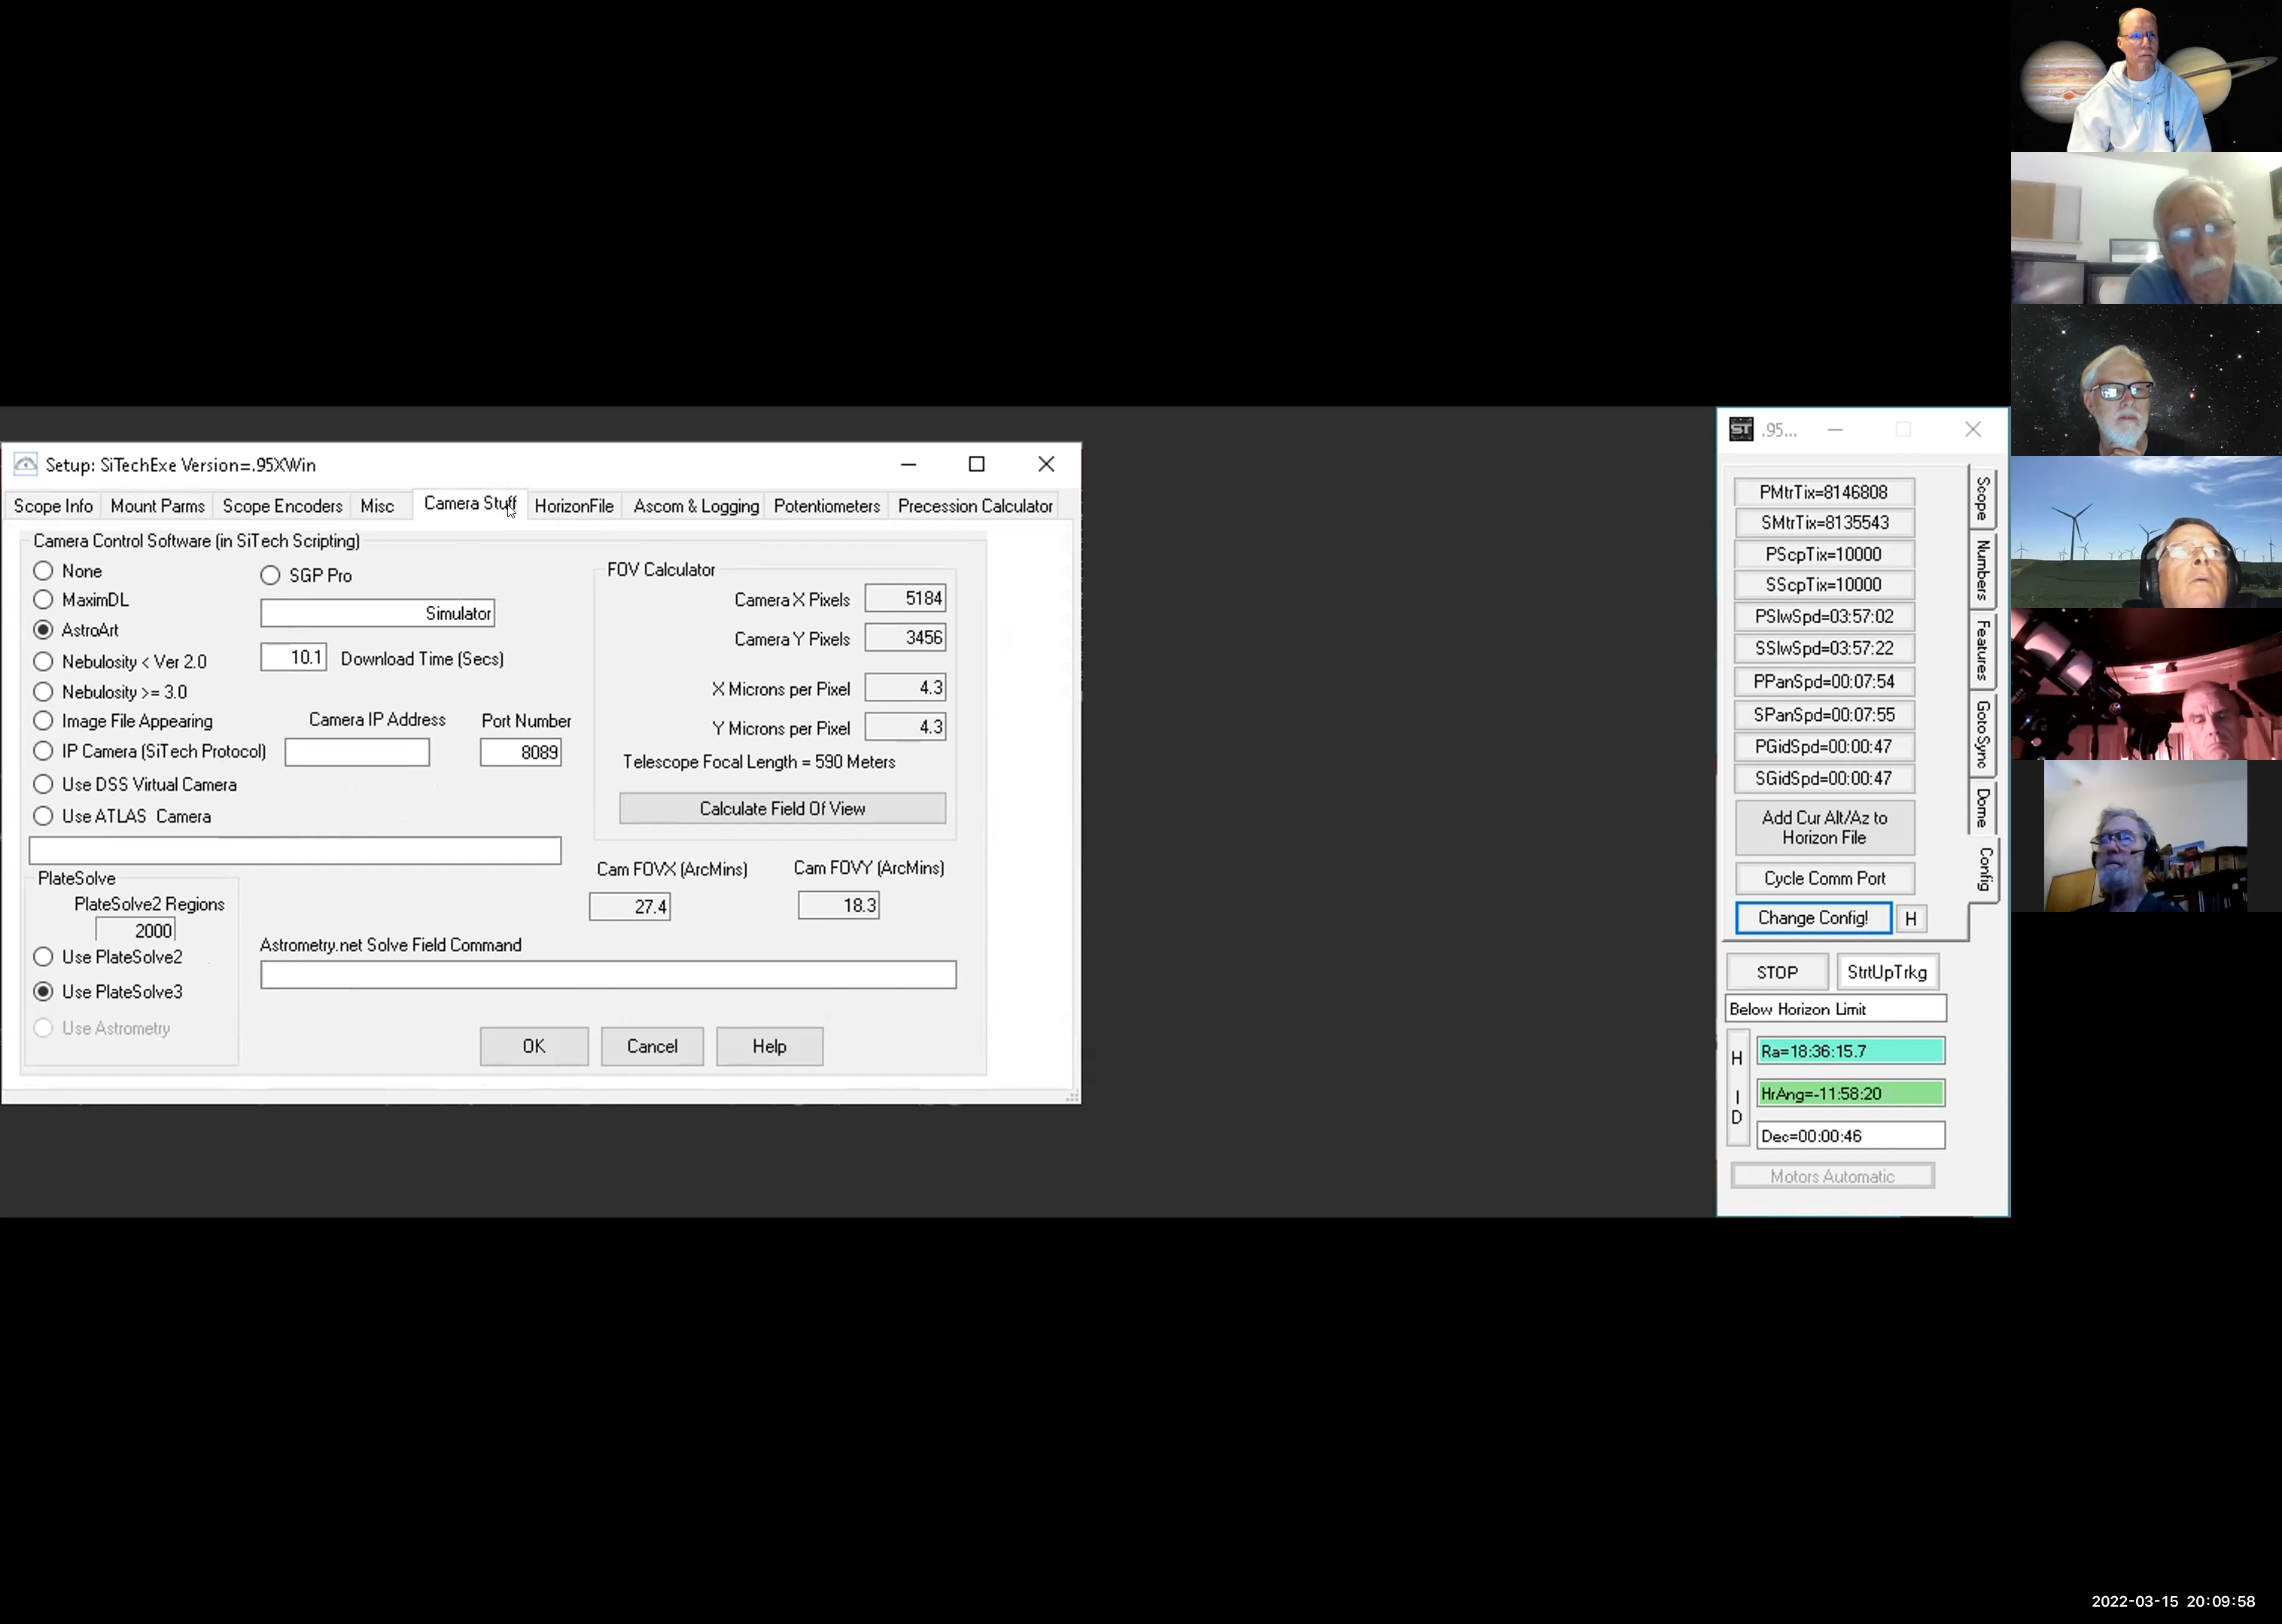 Setup: SiTechExe Version=.95XWin
Scope Info Mount Parms Scope Encoders Misc Camera Stuff HorizonFile Ascom & Logging Potentiometers Precession Calculator
Camera Control Software (in SiTech Scripting)
None
MaximDL
AstroArt
Nebulosity < Ver 2.0
Nebulosity >= 3.0
Image File Appearing
IP Camera (SiTech Protocol)
Use DSS Virtual Camera
Use ATLAS Camera
SGP Pro
Simulator
10.1 Download Time (Secs)
Camera IP Address Port Number
8089
FOV Calculator
Camera X Pixels 5184
Camera Y Pixels 3456
X Microns per Pixel 4.3
Y Microns per Pixel 4.3
Telescope Focal Length = 590 Meters
Calculate Field Of View
Cam FOVX (ArcMins) Cam FOVY (ArcMins)
27.4 18.3
PlateSolve
PlateSolve2 Regions
2000
Use PlateSolve2
Use PlateSolve3
Use Astrometry
Astrometry.net Solve Field Command
OK Cancel Help
ST .95...
PMtrTix=8146808
SMtrTix=8135543
PScpTix=10000
SScpTix=10000
PSlwSpd=03:57:02
SSlwSpd=03:57:22
PPanSpd=00:07:54
SPanSpd=00:07:55
PGidSpd=00:00:47
SGidSpd=00:00:47
Add Cur Alt/Az to
Horizon File
Cycle Comm Port
Change Config! H
Scope
Numbers
Features
GotoSync
Dome
Config
STOP StrtUpTrkg
Below Horizon Limit
H
I
D
Ra=18:36:15.7
HrAng=-11:58:20
Dec=00:00:46
Motors Automatic
2022-03-15 20:09:58